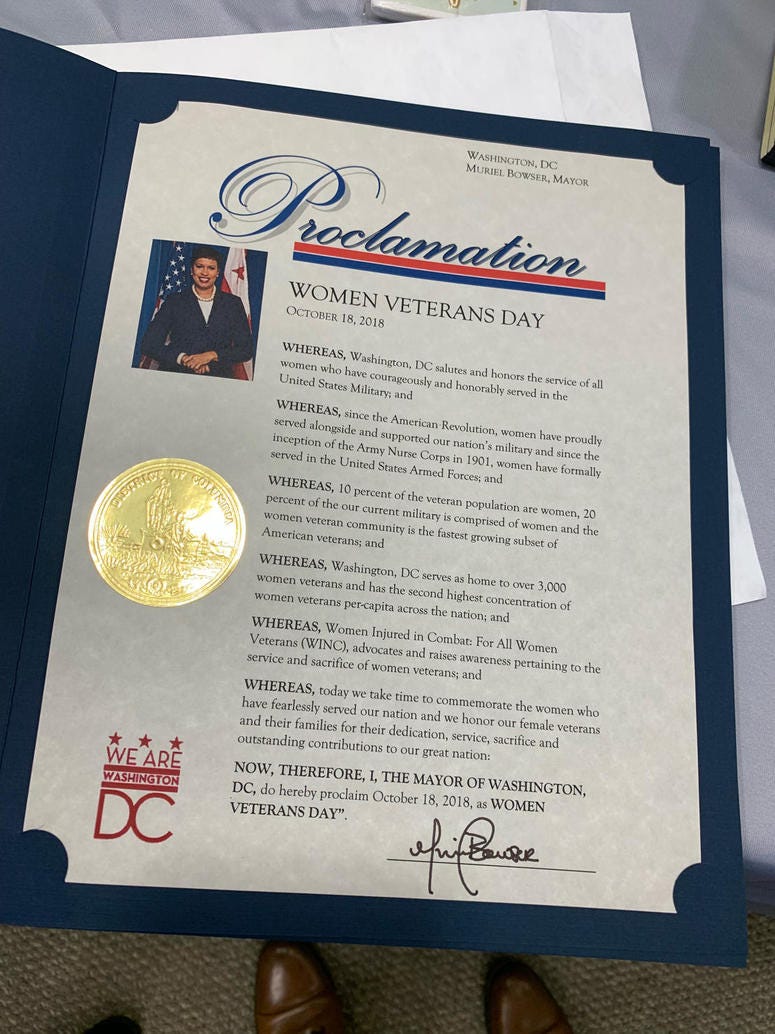 WASHINGTON, DC
MURIEL BOWSER, MAYOR
Proclamation
WOMEN VETERANS DAY
OCTOBER 18, 2018
WHEREAS, Washington, DC salutes and honors the service of all
women who have courageously and honorably served in the
United States Military; and
WHEREAS, since the American Revolution, women have proudly
served alongside and supported our nation's military and since the
inception of the Army Nurse Corps in 1901, women have formally
served in the United States Armed Forces; and
WHEREAS, 10 percent of the veteran population are women, 20
percent of the our current military is comprised of women and the
women veteran community is the fastest growing subset of
American veterans; and
WHEREAS, Washington, DC serves as home to over 3,000
women veterans and has the second highest concentration of
women veterans per-capita across the nation; and
WHEREAS, Women Injured in Combat: For All Women
Veterans (WINC), advocates and raises awareness pertaining to the
service and sacrifice of women veterans; and
WHEREAS, today we take time to commemorate the women who
have fearlessly served our nation and we honor our female veterans
and their families for their dedication, service, sacrifice and
outstanding contributions to our great nation:
NOW, THEREFORE, I, THE MAYOR OF WASHINGTON,
DC, do hereby proclaim October 18, 2018, as WOMEN
VETERANS DAY".
DISTRICT OF COLUMBIA
WE ARE
WASHINGTON
DC
Muriel Bowser